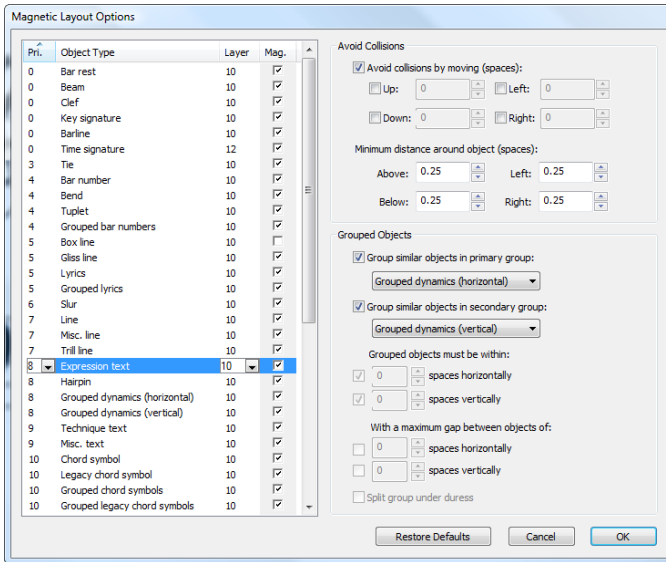 Magnetic Layout Options
Pri. Object Type Layer Mag.
0 Bar rest 10
0 Beam 10
0 Clef 10
0 Key signature 10
0 Barline 10
0 Time signature 12
3 Tie 10
4 Bar number 10
4 Bend 10
4 Tuplet 10
4 Grouped bar numbers 10
5 Box line 10
5 Gliss line 10
5 Lyrics 10
5 Grouped lyrics 10
6 Slur 10
7 Line 10
7 Misc. line 10
7 Trill line 10
8 Expression text 10
8 Hairpin 10
8 Grouped dynamics (horizontal) 10
8 Grouped dynamics (vertical) 10
9 Technique text 10
9 Misc. text 10
10 Chord symbol 10
10 Legacy chord symbol 10
10 Grouped chord symbols 10
10 Grouped legacy chord symbols 10
Avoid Collisions
Avoid collisions by moving (spaces):
Up: 0 Left: 0
Down: 0 Right: 0
Minimum distance around object (spaces):
Above: 0.25 Left: 0.25
Below: 0.25 Right: 0.25
Grouped Objects
Group similar objects in primary group:
Grouped dynamics (horizontal)
Group similar objects in secondary group:
Grouped dynamics (vertical)
Grouped objects must be within:
0 spaces horizontally
0 spaces vertically
With a maximum gap between objects of:
0 spaces horizontally
0 spaces vertically
Split group under duress
Restore Defaults Cancel OK